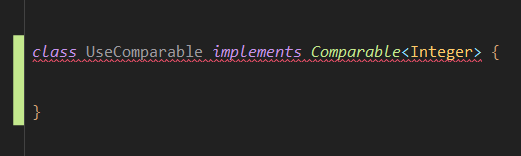 class UseComparable implements Comparable<Integer> {
}